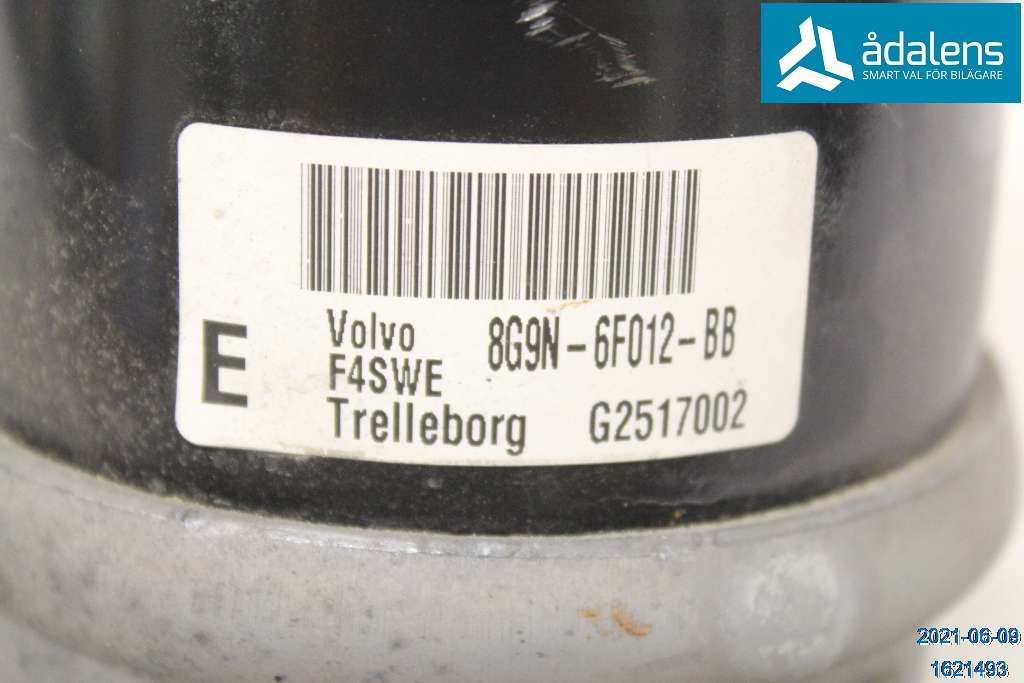 ådalens
SMART VAL FÖR BILÄGARE
E
Volvo 8G9N-6F012-BB
F4SWE
Trelleborg G2517002
2021-06-09
1621493